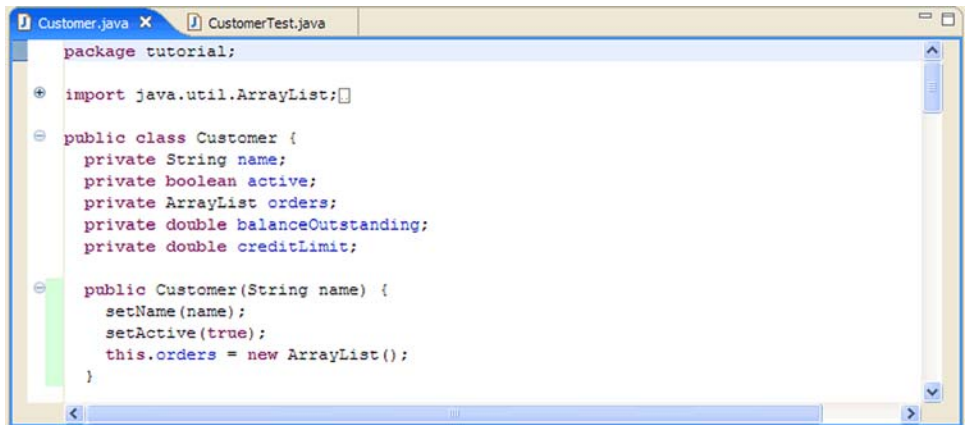 Customer.java
CustomerTest.java
package tutorial;
import java.util.ArrayList;
public class Customer {
private String name;
private boolean active;
private ArrayList orders;
private double balanceOutstanding;
private double creditLimit;
public Customer(String name) {
setName(name);
setActive(true);
this.orders = new ArrayList();
}